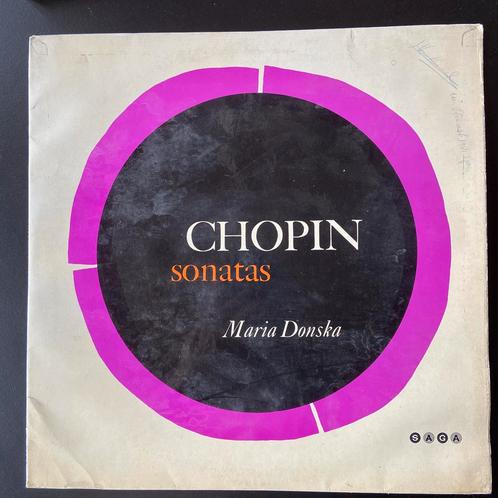 CHOPIN
sonatas
Maria Donska
SAGA